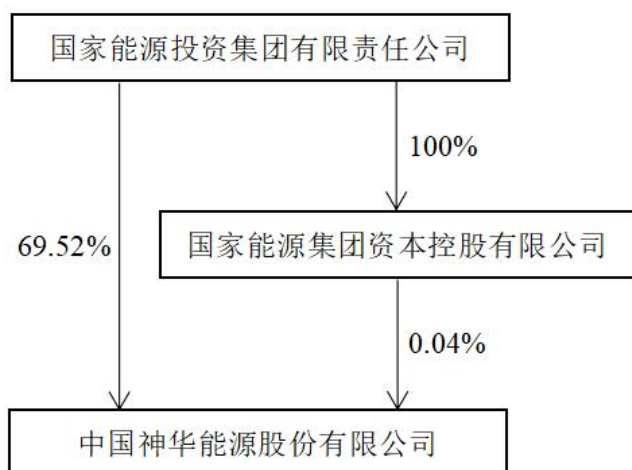 国家能源投资集团有限责任公司
100%
69.52%
国家能源集团资本控股有限公司
0.04%
中国神华能源股份有限公司